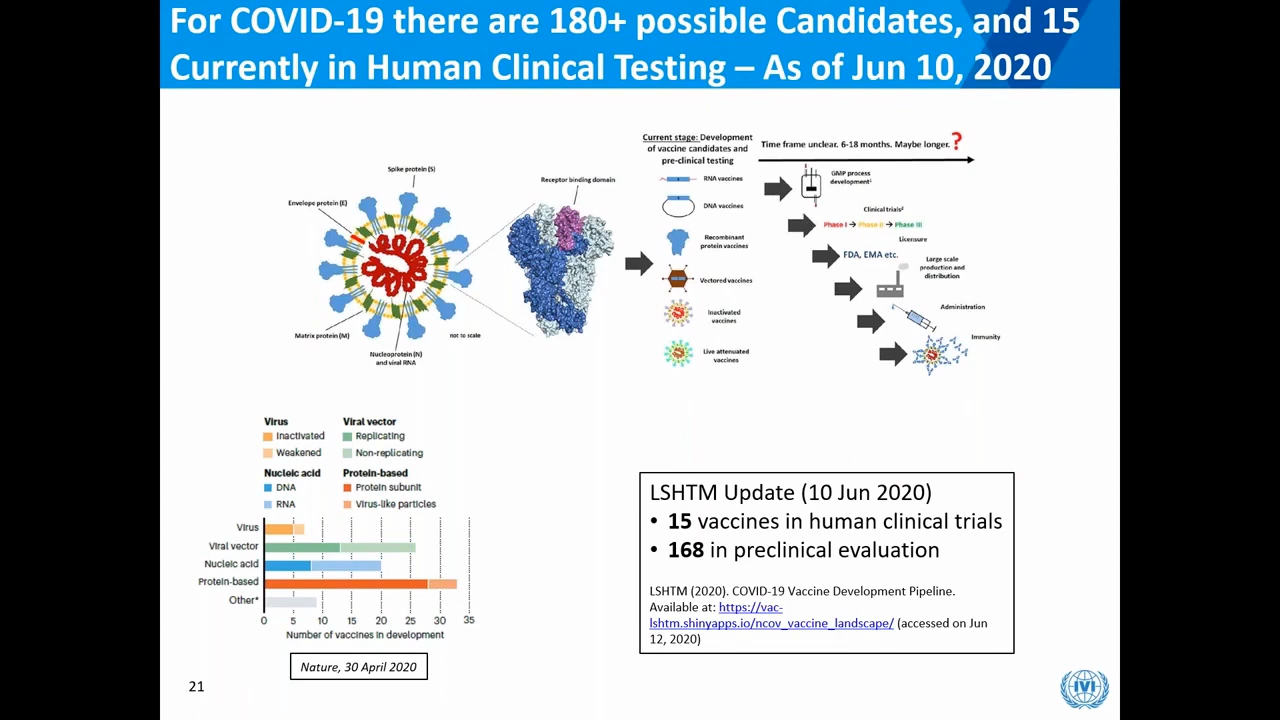 For COVID-19 there are 180+ possible Candidates, and 15
Currently in Human Clinical Testing – As of Jun 10, 2020
Spike protein (S)
Envelope protein (E)
Matrix protein (M)
Nucleoprotein (N)
and viral RNA
not to scale
Receptor binding domain
Current stage: Development
of vaccine candidates and
pre-clinical testing
RNA vaccines
DNA vaccines
Recombinant
protein vaccines
Vectored vaccines
Inactivated
vaccines
Live attenuated
vaccines
Time frame unclear. 6-18 months. Maybe longer. ?
GMP process
development¹
Clinical trials²
Phase I → Phase II → Phase III
Licensure
FDA, EMA etc.
Large scale
production and
distribution
Administration
Immunity
Virus
Inactivated
Weakened
Viral vector
Replicating
Non-replicating
Nucleic acid
DNA
RNA
Protein-based
Protein subunit
Virus-like particles
Virus
Viral vector
Nucleic acid
Protein-based
Other*
0 5 10 15 20 25 30 35
Number of vaccines in development
Nature, 30 April 2020
LSHTM Update (10 Jun 2020)
• 15 vaccines in human clinical trials
• 168 in preclinical evaluation
LSHTM (2020). COVID-19 Vaccine Development Pipeline.
Available at: https://vac-
lshtm.shinyapps.io/ncov_vaccine_landscape/ (accessed on Jun
12, 2020)
21
IVI